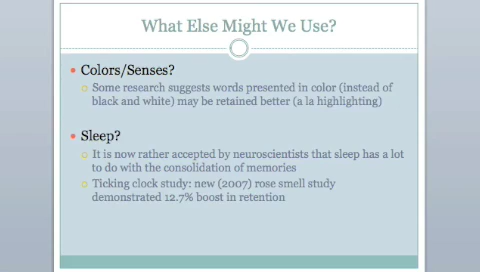 What Else Might We Use?
Colors/Senses?
Some research suggests words presented in color (instead of
black and white) may be retained better (a la highlighting)
Sleep?
It is now rather accepted by neuroscientists that sleep has a lot
to do with the consolidation of memories
Ticking clock study: new (2007) rose smell study
demonstrated 12.7% boost in retention